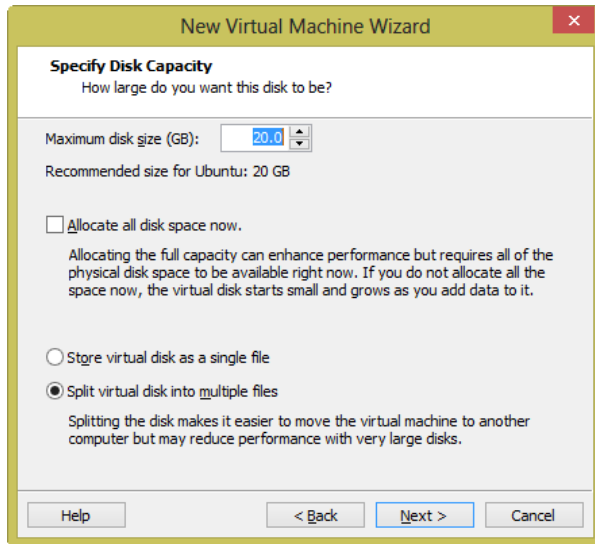 New Virtual Machine Wizard
Specify Disk Capacity
How large do you want this disk to be?
Maximum disk size (GB): 20.0
Recommended size for Ubuntu: 20 GB
Allocate all disk space now.
Allocating the full capacity can enhance performance but requires all of the
physical disk space to be available right now. If you do not allocate all the
space now, the virtual disk starts small and grows as you add data to it.
Store virtual disk as a single file
Split virtual disk into multiple files
Splitting the disk makes it easier to move the virtual machine to another
computer but may reduce performance with very large disks.
Help < Back Next > Cancel